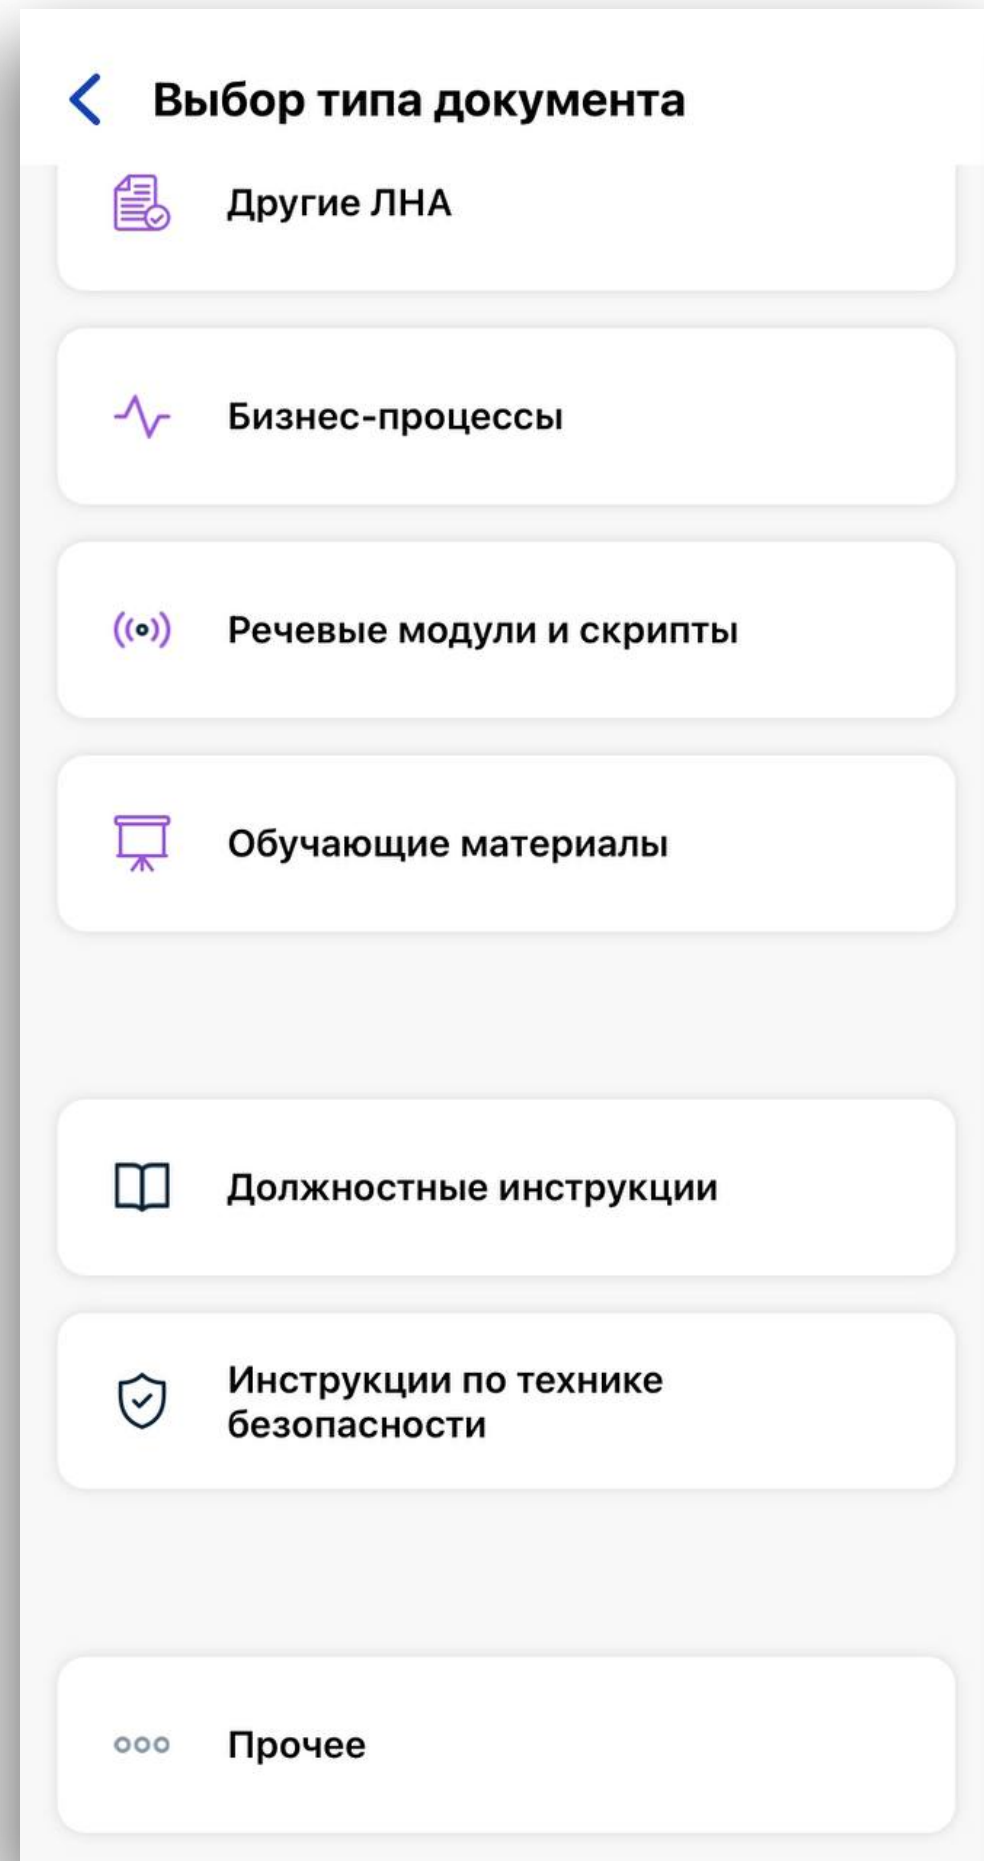 Выбор типа документа
Другие ЛНА
Бизнес-процессы
Речевые модули и скрипты
Обучающие материалы
Должностные инструкции
Инструкции по технике
безопасности
Прочее